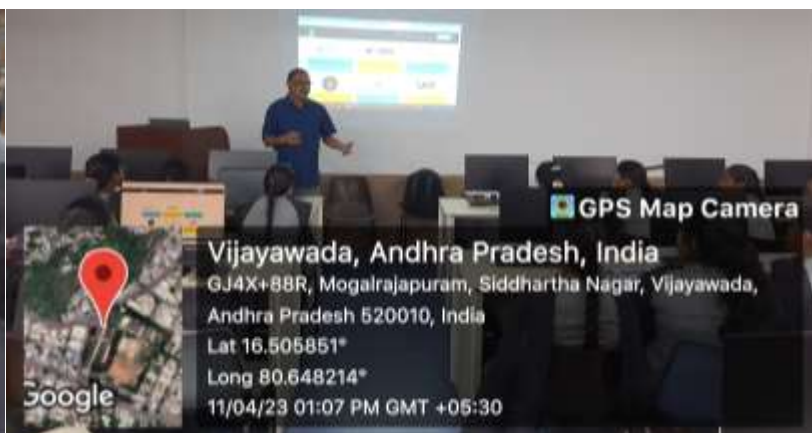 GPS Map Camera
Vijayawada, Andhra Pradesh, India
GJ4X+88R, Mogalrajapuram, Siddhartha Nagar, Vijayawada,
Andhra Pradesh 520010, India
Lat 16.505851°
Long 80.648214°
11/04/23 01:07 PM GMT +05:30
Google